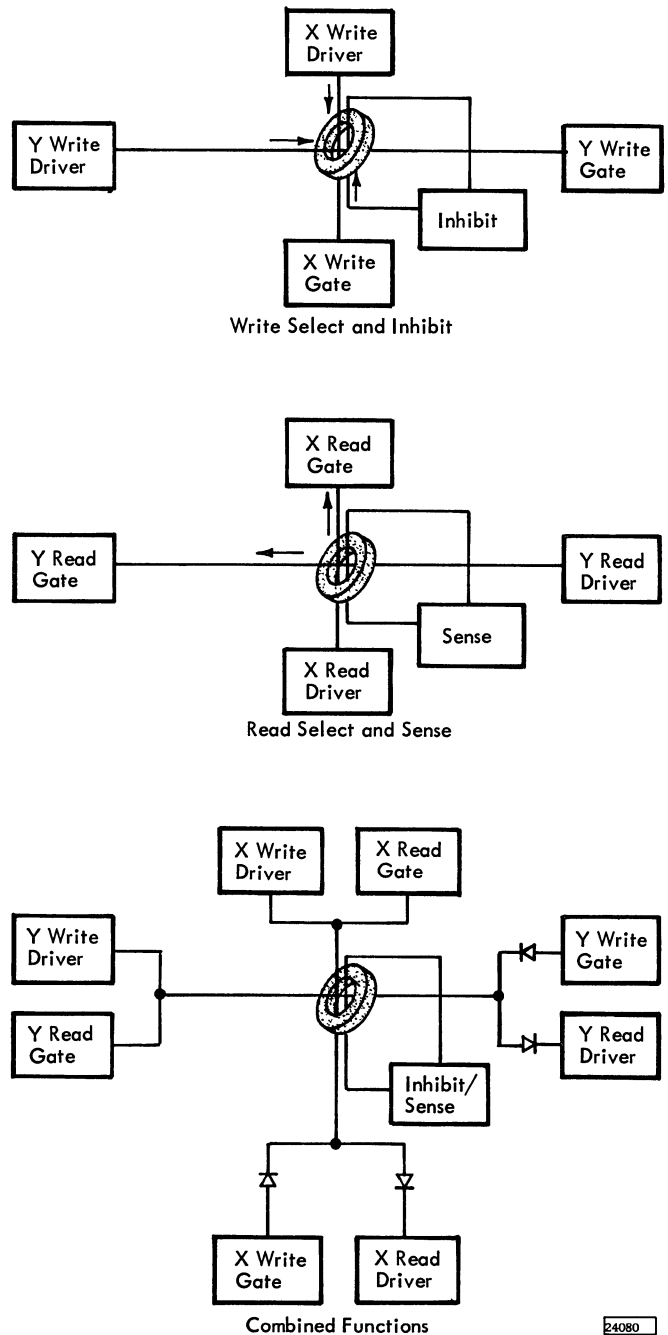 X Write
Driver
Y Write
Driver
Y Write
Gate
Inhibit
X Write
Gate
Write Select and Inhibit
X Read
Gate
Y Read
Gate
Y Read
Driver
Sense
X Read
Driver
Read Select and Sense
X Write
Driver
X Read
Gate
Y Write
Driver
Y Write
Gate
Y Read
Gate
Y Read
Driver
Inhibit/
Sense
X Write
Gate
X Read
Driver
Combined Functions
24080